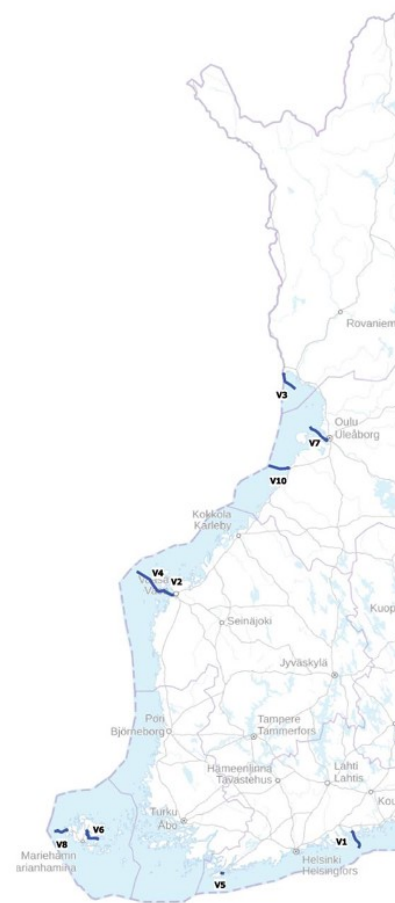 Rovaniem
V3
Oulu
Uleåborg
V7
V10
Kokkola
Karleby
V4
V2
Seinäjoki
Kuop
Jyväskylä
Pori
Björneborg
Tampere
Tammerfors
Hämeenlinna
Tavastehus
Lahti
Lahtis
Kou
Turku
Åbo
V6
V8
V1
Mariehamn
arianhamina
Helsinki
Helsingfors
V5